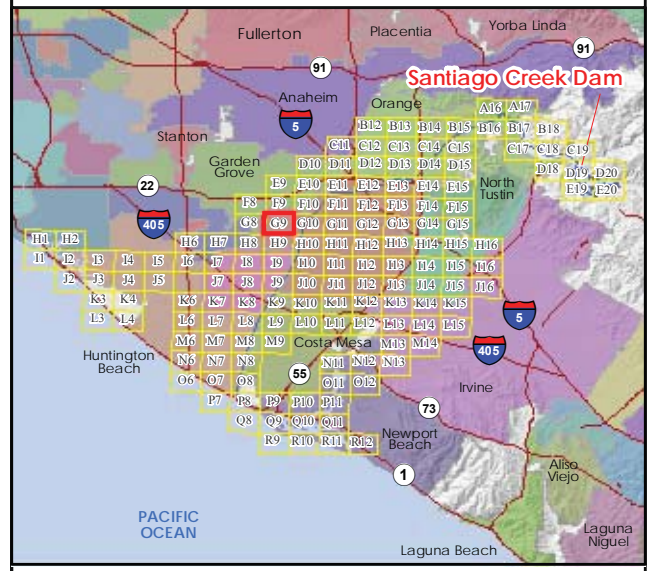 Fullerton
Placentia
Yorba Linda
91
91
Santiago Creek Dam
Anaheim
5
Orange
A16 A17
Stanton
B12 B13 B14 B15 B16 B17 B18
C11 C12 C13 C14 C15 C17 C18 C19
Garden
Grove
D10 D11 D12 D13 D14 D15 D18 D19 D20
22
E9 E10 E11 E12 E13 E14 E15 E19 E20
North
Tustin
F8 F9 F10 F11 F12 F13 F14 F15
405
G8 G9 G10 G11 G12 G13 G14 G15
H1 H2 H6 H7 H8 H9 H10 H11 H12 H13 H14 H15 H16
I1 I2 I3 I4 I5 I6 I7 I8 I9 I10 I11 I12 I13 I14 I15 I16
J2 J3 J4 J5 J7 J8 J9 J10 J11 J12 J13 J14 J15 J16
K3 K4 K6 K7 K8 K9 K10 K11 K12 K13 K14 K15
5
L3 L4 L6 L7 L8 L9 L10 L11 L12 L13 L14 L15
M6 M7 M8 M9 Costa Mesa M13 M14
405
Huntington
Beach
N6 N7 N8 N11 N12 N13
55
O6 O7 O8 O11 O12
Irvine
P7 P8 P9 P10 P11
73
Q8 Q9 Q10 Q11
Newport
Beach
R9 R10 R11 R12
1
Aliso
Viejo
PACIFIC
OCEAN
Laguna
Niguel
Laguna Beach